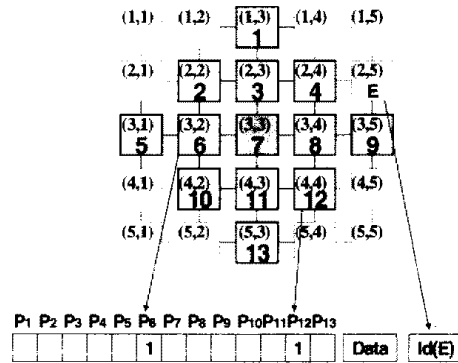 (1,1) (1,2) (1,3) (1,4) (1,5)
1
(2,1) (2,2) (2,3) (2,4) (2,5)
2 3 4 E
(3,1) (3,2) (3,3) (3,4) (3,5)
5 6 7 8 9
(4,1) (4,2) (4,3) (4,4) (4,5)
10 11 12
(5,1) (5,2) (5,3) (5,4) (5,5)
13
P1 P2 P3 P4 P5 P6 P7 P8 P9 P10 P11 P12 P13
1 1 Data Id(E)